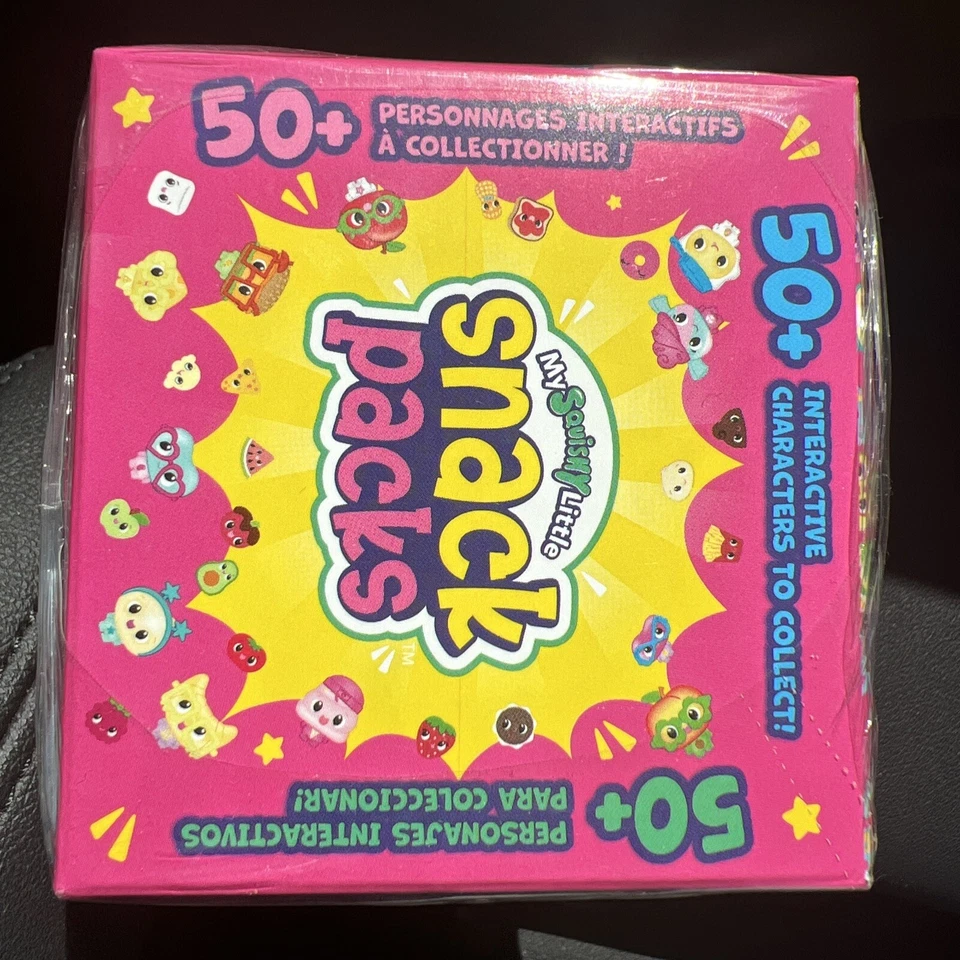 50+
PERSONNAGES INTERACTIFS
À COLLECTIONNER !
50+
INTERACTIVE
CHARACTERS TO COLLECT!
MY SQUISHY LITTLE
snack
packs
TM
50+
PERSONAJES INTERACTIVOS
PARA COLECCIONAR!